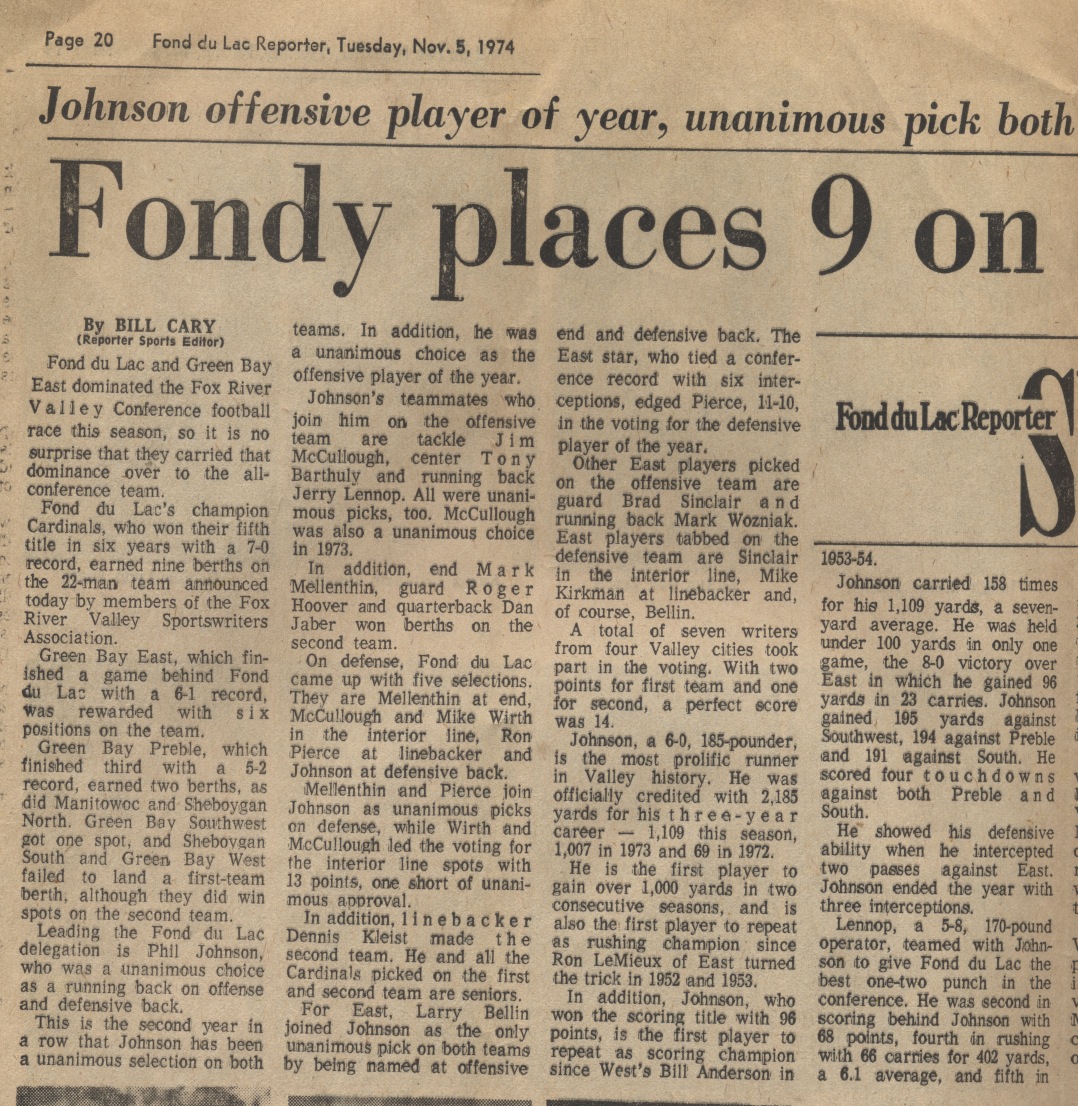 Page 20 Fond du Lac Reporter, Tuesday, Nov. 5, 1974
Johnson offensive player of year, unanimous pick both
Fondy places 9 on
By BILL CARY
(Reporter Sports Editor)
Fond du Lac and Green Bay
East dominated the Fox River
Valley Conference football
race this season, so it is no
surprise that they carried that
dominance over to the all-
conference team.
Fond du Lac's champion
Cardinals, who won their fifth
title in six years with a 7-0
record, earned nine berths on
the 22-man team announced
today by members of the Fox
River Valley Sportswriters
Association.
Green Bay East, which fin-
ished a game behind Fond
du Lac with a 6-1 record,
was rewarded with six
positions on the team.
Green Bay Preble, which
finished third with a 5-2
record, earned two berths, as
did Manitowoc and Sheboygan
North. Green Bay Southwest
got one spot, and Sheboygan
South and Green Bay West
failed to land a first-team
berth, although they did win
spots on the second team.
Leading the Fond du Lac
delegation is Phil Johnson,
who was a unanimous choice
as a running back on offense
and defensive back.
This is the second year in
a row that Johnson has been
a unanimous selection on both
teams. In addition, he was
a unanimous choice as the
offensive player of the year.
Johnson's teammates who
join him on the offensive
team are tackle Jim
McCullough, center Tony
Barthuly and running back
Jerry Lennop. All were unani-
mous picks, too. McCullough
was also a unanimous choice
in 1973.
In addition, end Mark
Mellenthin, guard Roger
Hoover and quarterback Dan
Jaber won berths on the
second team.
On defense, Fond du Lac
came up with five selections.
They are Mellenthin at end,
McCullough and Mike Wirth
in the interior line, Ron
Pierce at linebacker and
Johnson at defensive back.
Mellenthin and Pierce join
Johnson as unanimous picks
on defense, while Wirth and
McCullough led the voting for
the interior line spots with
13 points, one short of unani-
mous approval.
In addition, linebacker
Dennis Kleist made the
second team. He and all the
Cardinals picked on the first
and second team are seniors.
For East, Larry Bellin
joined Johnson as the only
unanimous pick on both teams
by being named at offensive
end and defensive back. The
East star, who tied a confer-
ence record with six inter-
ceptions, edged Pierce, 11-10,
in the voting for the defensive
player of the year.
Other East players picked
on the offensive team are
guard Brad Sinclair and
running back Mark Wozniak.
East players tabbed on the
defensive team are Sinclair
in the interior line, Mike
Kirkman at linebacker and,
of course, Bellin.
A total of seven writers
from four Valley cities took
part in the voting. With two
points for first team and one
for second, a perfect score
was 14.
Johnson, a 6-0, 185-pounder,
is the most prolific runner
in Valley history. He was
officially credited with 2,185
yards for his three-year
career — 1,109 this season,
1,007 in 1973 and 69 in 1972.
He is the first player to
gain over 1,000 yards in two
consecutive seasons, and is
also the first player to repeat
as rushing champion since
Ron LeMieux of East turned
the trick in 1952 and 1953.
In addition, Johnson, who
won the scoring title with 96
points, is the first player to
repeat as scoring champion
since West's Bill Anderson in
Fond du Lac Reporter
S
1953-54.
Johnson carried 158 times
for his 1,109 yards, a seven-
yard average. He was held
under 100 yards in only one
game, the 8-0 victory over
East in which he gained 96
yards in 23 carries. Johnson
gained 195 yards against
Southwest, 194 against Preble
and 191 against South. He
scored four touchdowns
against both Preble and
South.
He showed his defensive
ability when he intercepted
two passes against East.
Johnson ended the year with
three interceptions.
Lennop, a 5-8, 170-pound
operator, teamed with John-
son to give Fond du Lac the
best one-two punch in the
conference. He was second in
scoring behind Johnson with
68 points, fourth in rushing
with 66 carries for 402 yards,
a 6.1 average, and fifth in